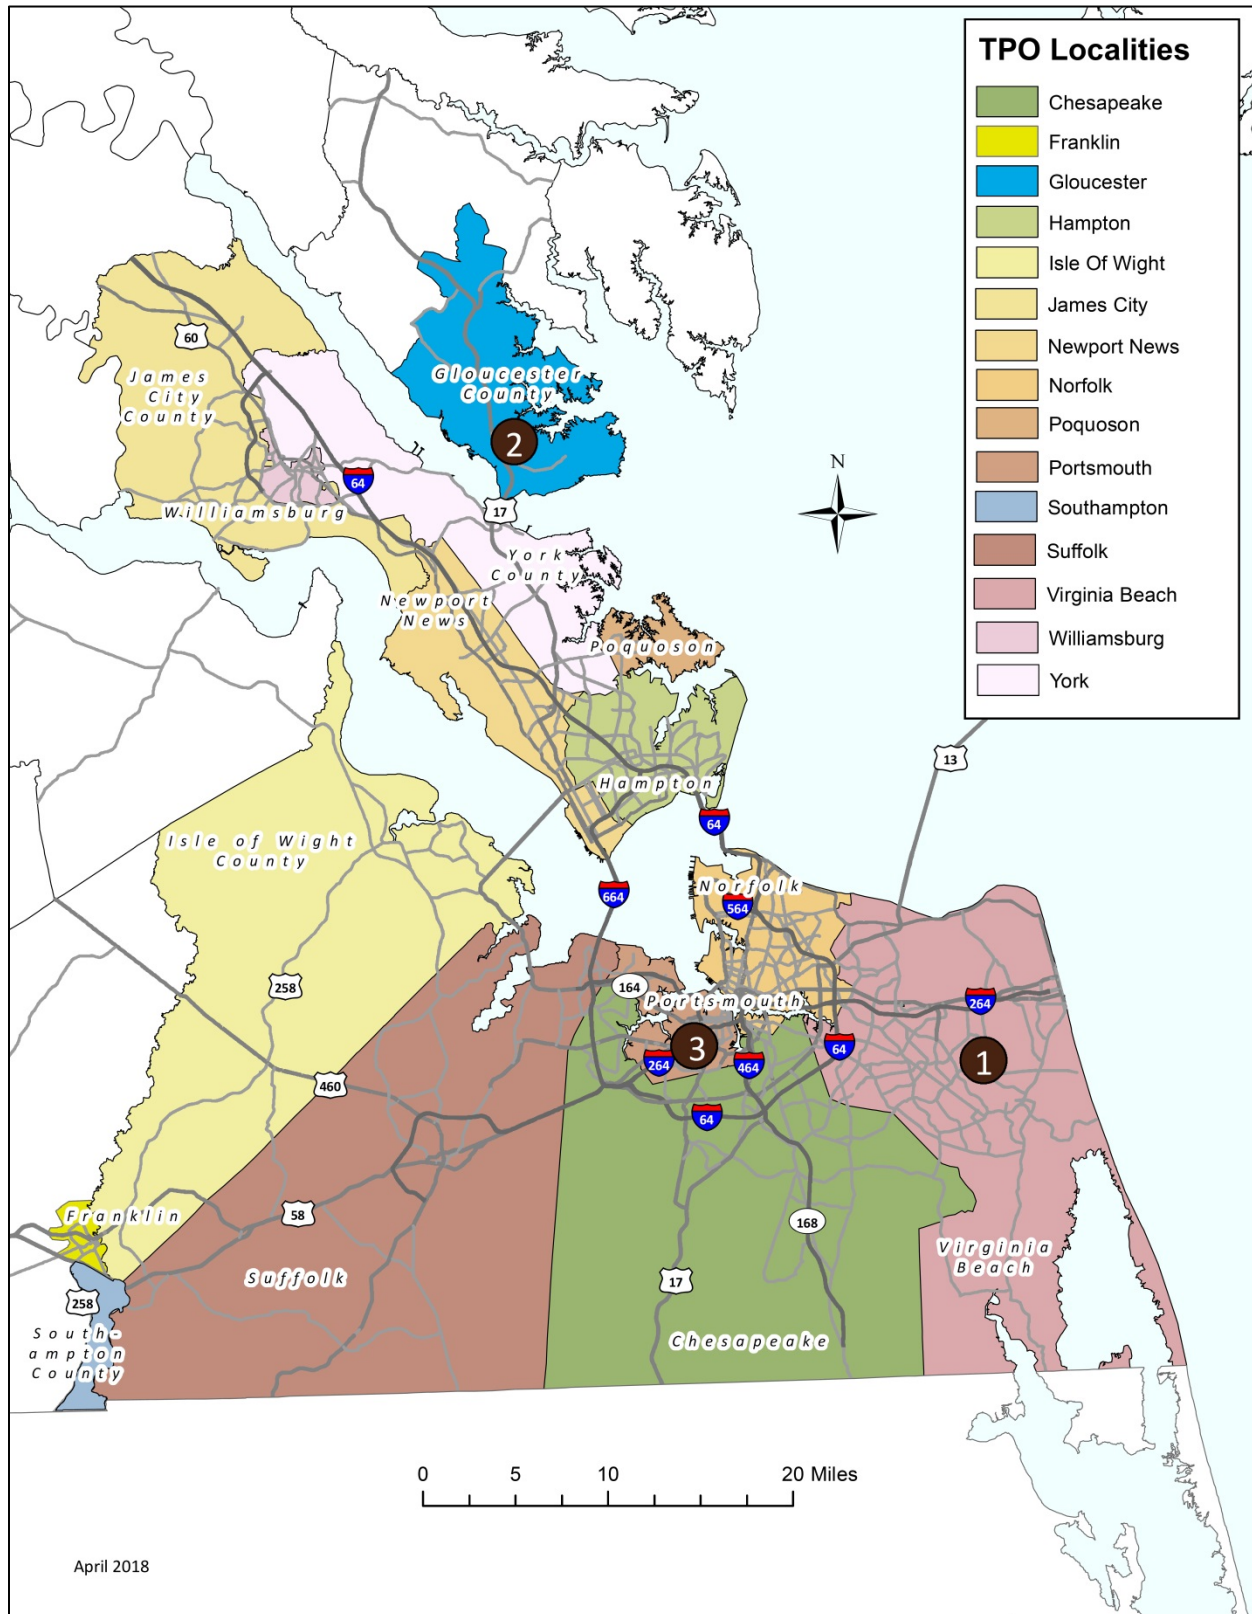 TPO Localities
Chesapeake
Franklin
Gloucester
Hampton
Isle Of Wight
James City
Newport News
Norfolk
Poquoson
Portsmouth
Southampton
Suffolk
Virginia Beach
Williamsburg
York
60
James
City
County
Gloucester
County
2
64
Williamsburg
17
N
York
County
Newport
News
Poquoson
13
Hampton
64
Isle of Wight
County
664
Norfolk
564
258
164
Portsmouth
264
3
264
464
64
1
460
64
Franklin
58
168
Virginia
Beach
Suffolk
17
258
South-
ampton
County
Chesapeake
0 5 10 20 Miles
April 2018